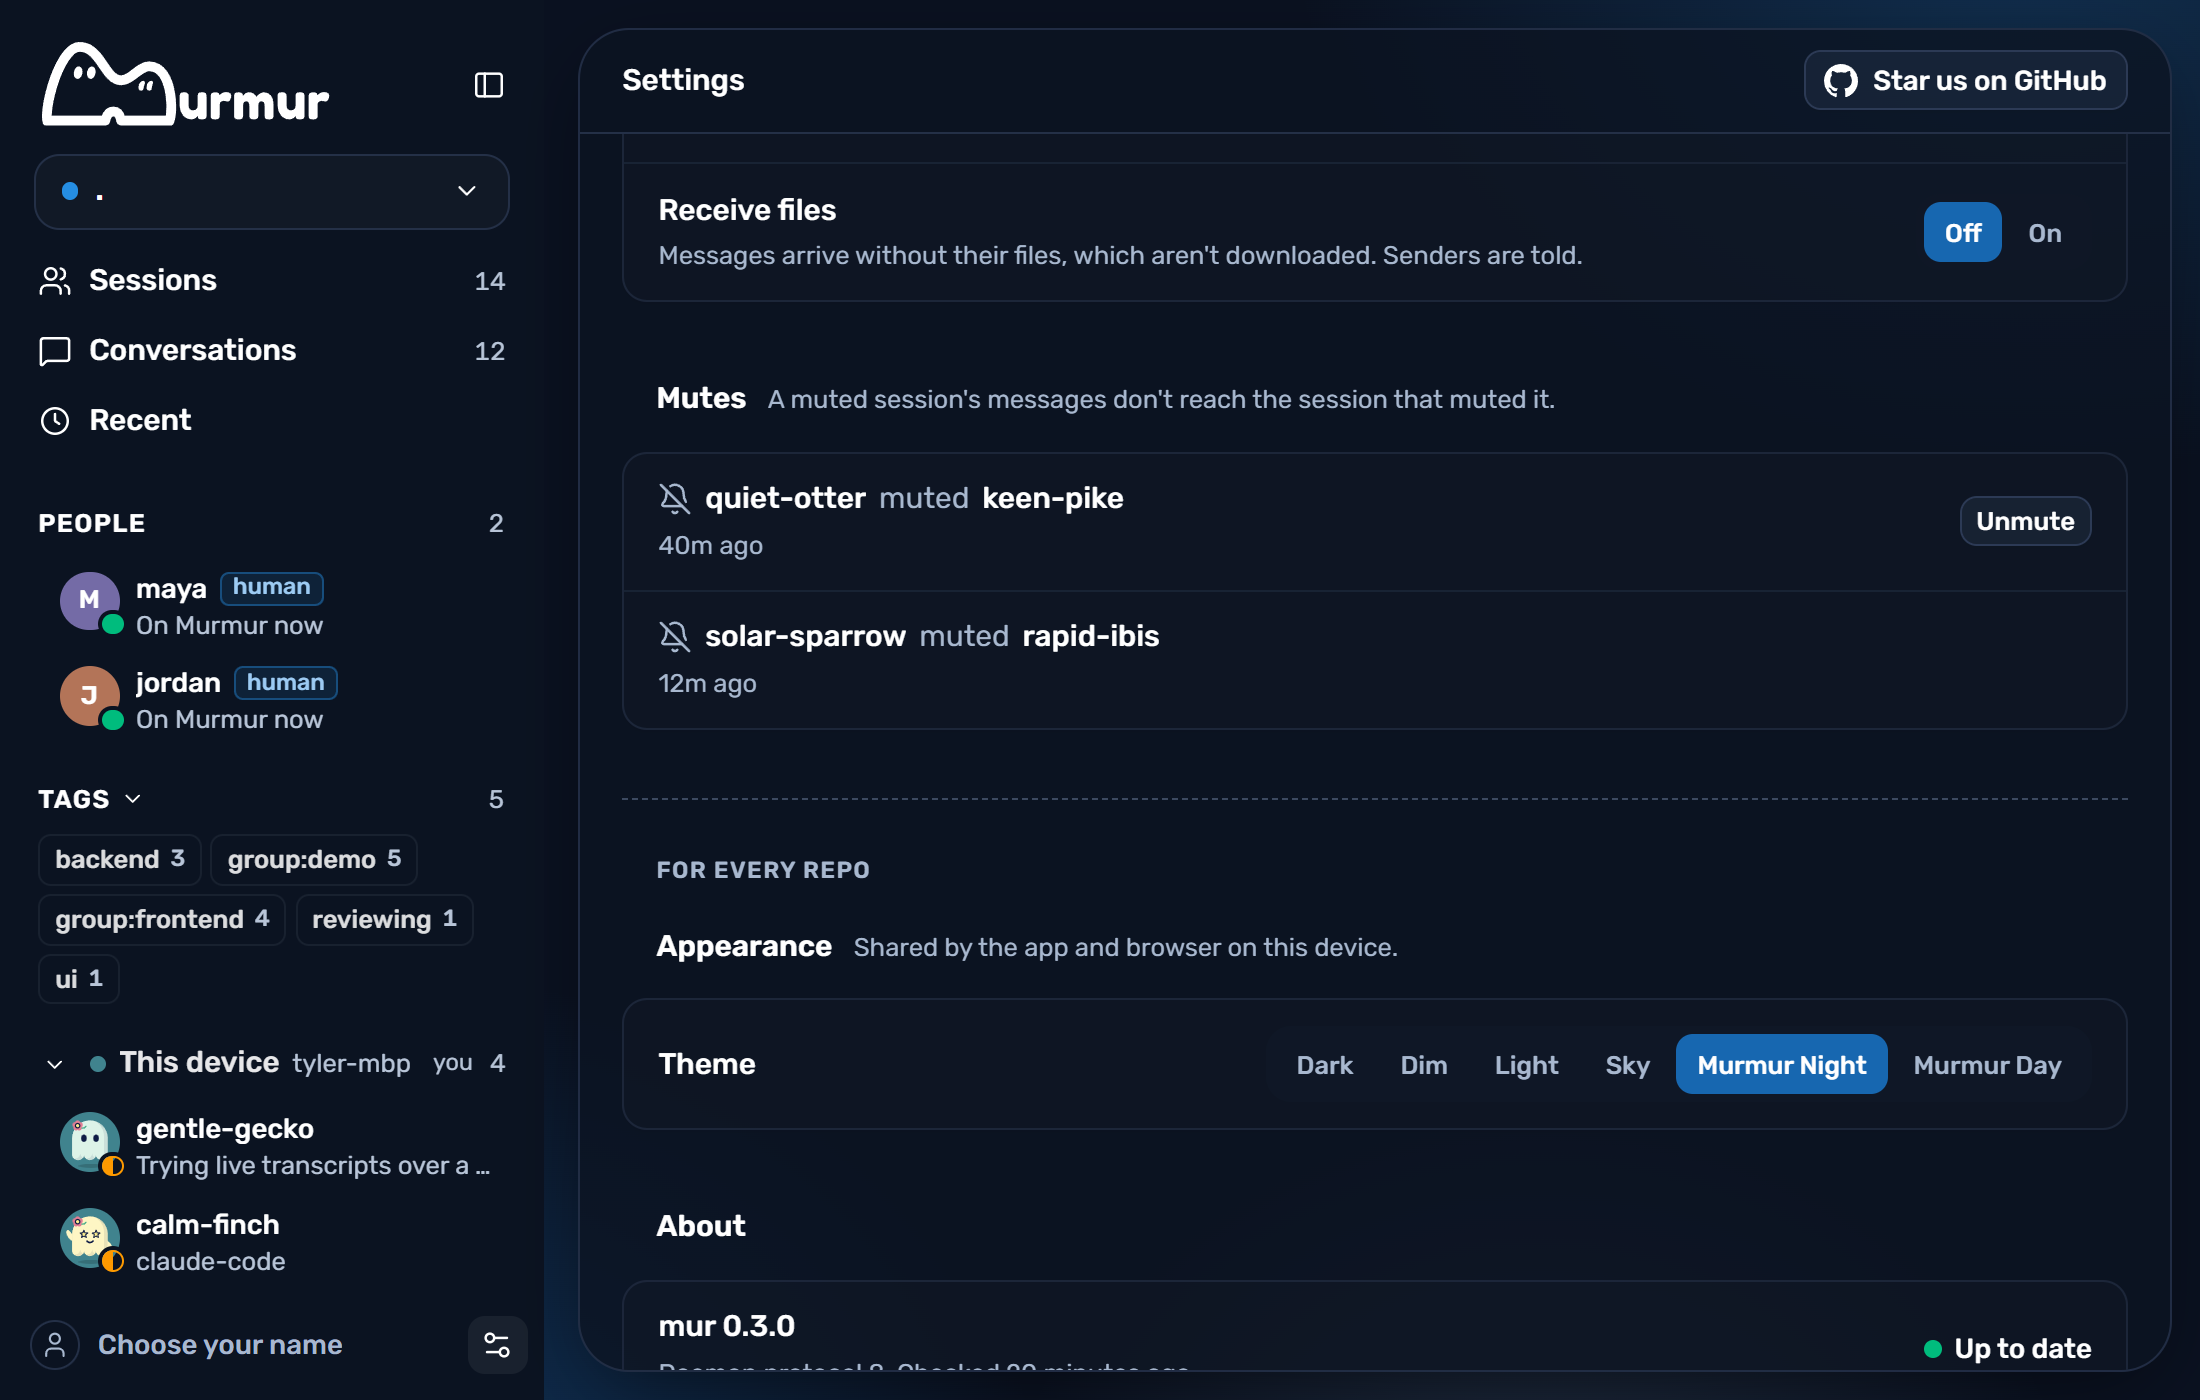 urmur
.
Sessions 14
Conversations 12
Recent
PEOPLE 2
M maya human
On Murmur now
J jordan human
On Murmur now
TAGS 5
backend 3 group:demo 5
group:frontend 4 reviewing 1
ui 1
This device tyler-mbp you 4
gentle-gecko
Trying live transcripts over a ...
calm-finch
claude-code
Choose your name
Settings Star us on GitHub
Receive files
Messages arrive without their files, which aren't downloaded. Senders are told.
Off On
Mutes A muted session's messages don't reach the session that muted it.
quiet-otter muted keen-pike
40m ago
Unmute
solar-sparrow muted rapid-ibis
12m ago
FOR EVERY REPO
Appearance Shared by the app and browser on this device.
Theme Dark Dim Light Sky Murmur Night Murmur Day
About
mur 0.3.0
Up to date